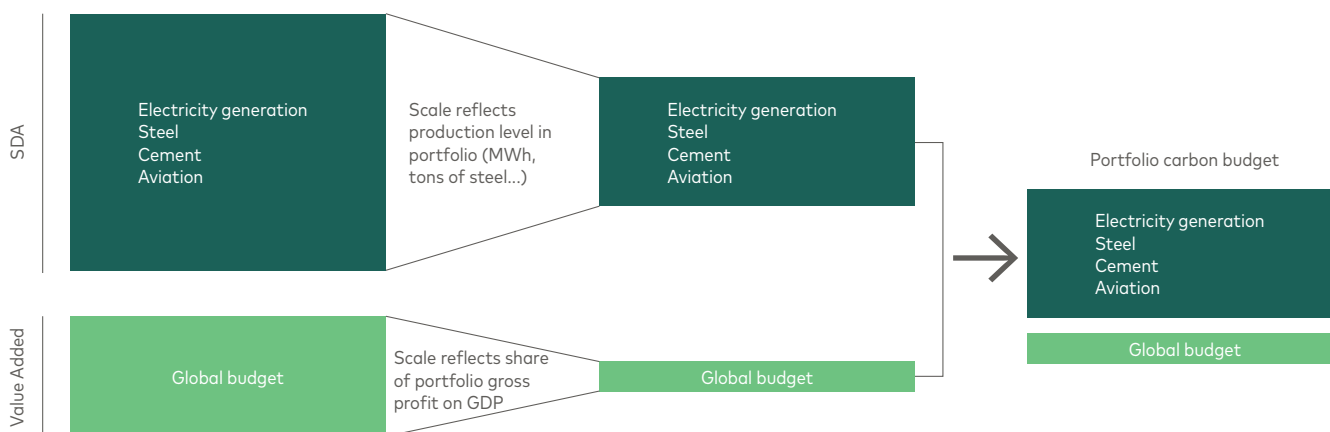 SDA
Electricity generation
Steel
Cement
Aviation
Scale reflects
production level in
portfolio (MWh,
tons of steel...)
Electricity generation
Steel
Cement
Aviation
Portfolio carbon budget
Electricity generation
Steel
Cement
Aviation
Value Added
Global budget
Scale reflects share
of portfolio gross
profit on GDP
Global budget
Global budget